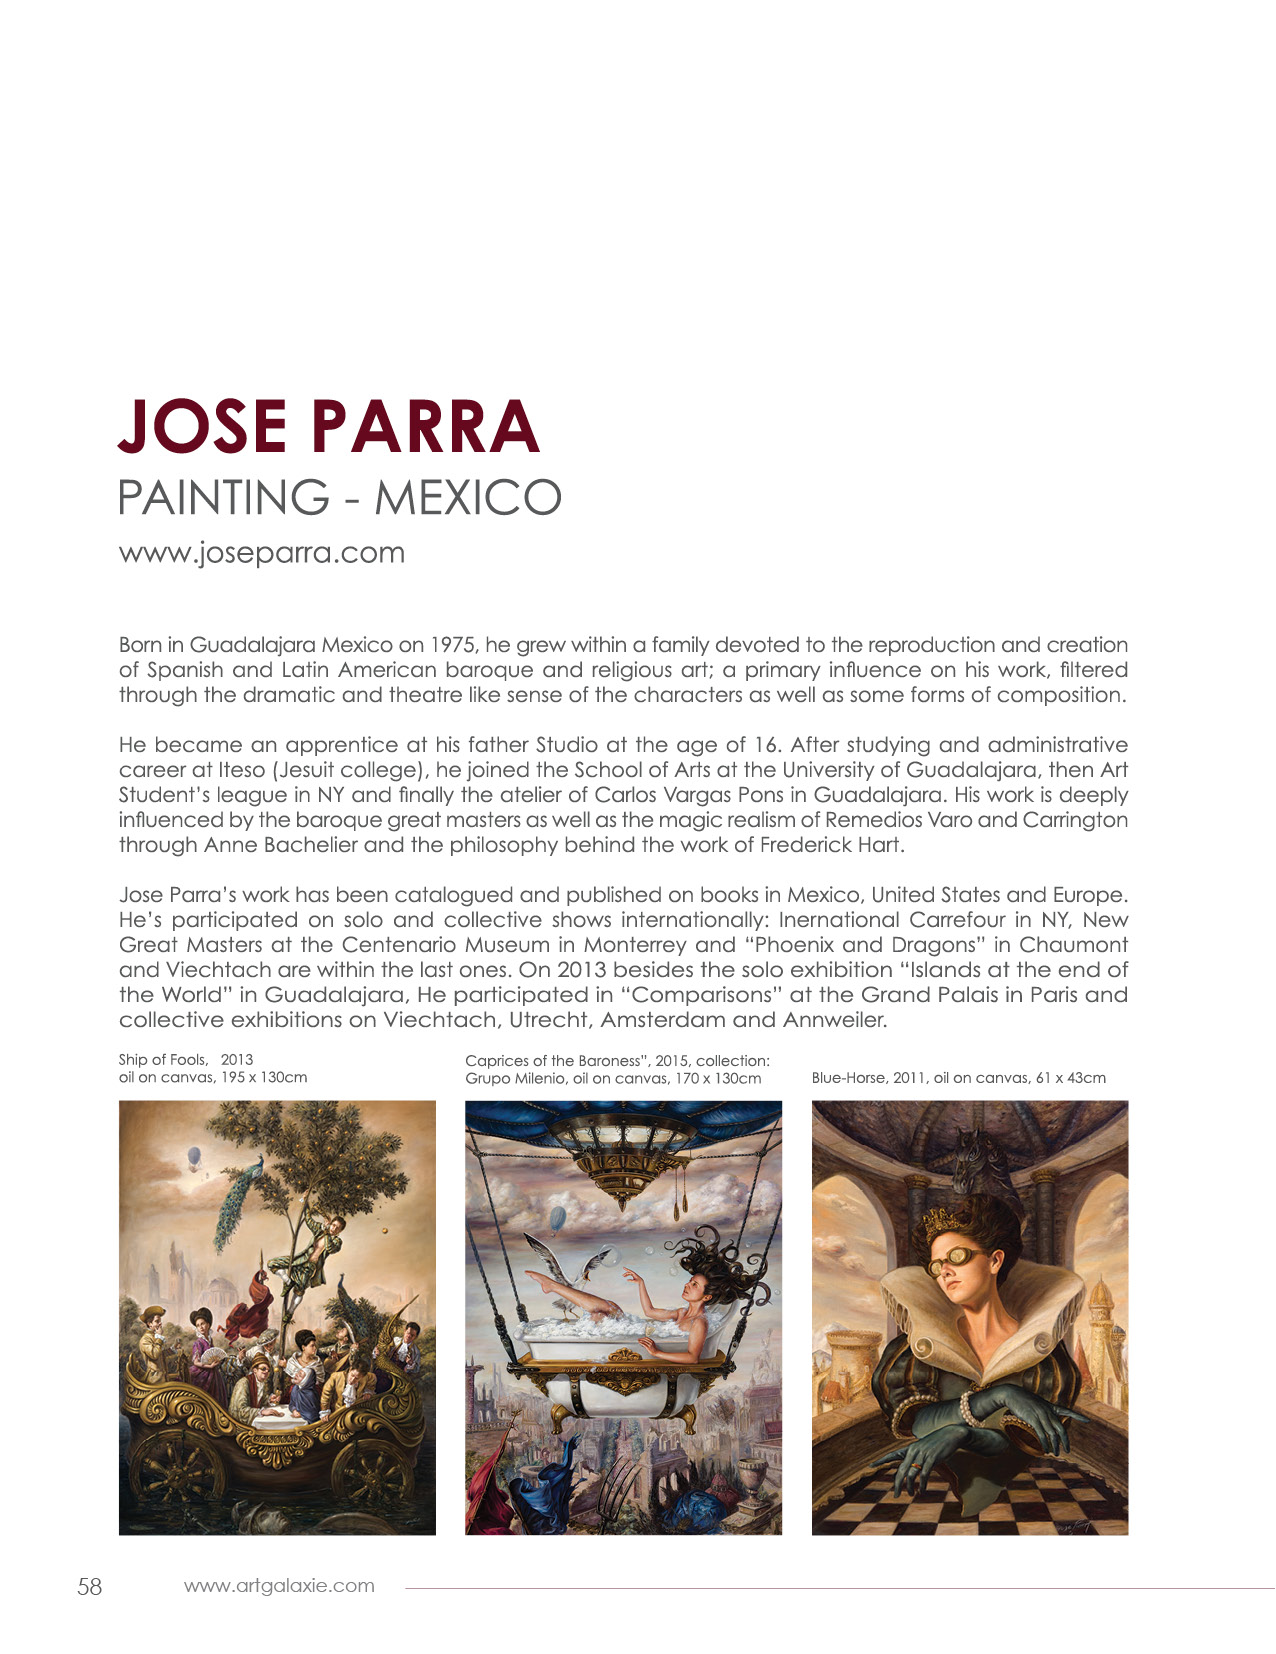 JOSE PARRA
PAINTING - MEXICO
www.joseparra.com
Born in Guadalajara Mexico on 1975, he grew within a family devoted to the reproduction and creation
of Spanish and Latin American baroque and religious art; a primary influence on his work, filtered
through the dramatic and theatre like sense of the characters as well as some forms of composition.
He became an apprentice at his father Studio at the age of 16. After studying and administrative
career at Iteso (Jesuit college), he joined the School of Arts at the University of Guadalajara, then Art
Student’s league in NY and finally the atelier of Carlos Vargas Pons in Guadalajara. His work is deeply
influenced by the baroque great masters as well as the magic realism of Remedios Varo and Carrington
through Anne Bachelier and the philosophy behind the work of Frederick Hart.
Jose Parra’s work has been catalogued and published on books in Mexico, United States and Europe.
He’s participated on solo and collective shows internationally: Inernational Carrefour in NY, New
Great Masters at the Centenario Museum in Monterrey and “Phoenix and Dragons” in Chaumont
and Viechtach are within the last ones. On 2013 besides the solo exhibition “Islands at the end of
the World” in Guadalajara, He participated in “Comparisons” at the Grand Palais in Paris and
collective exhibitions on Viechtach, Utrecht, Amsterdam and Annweiler.
Ship of Fools, 2013
oil on canvas, 195 x 130cm
Caprices of the Baroness”, 2015, collection:
Grupo Milenio, oil on canvas, 170 x 130cm
Blue-Horse, 2011, oil on canvas, 61 x 43cm
58
www.artgalaxie.com